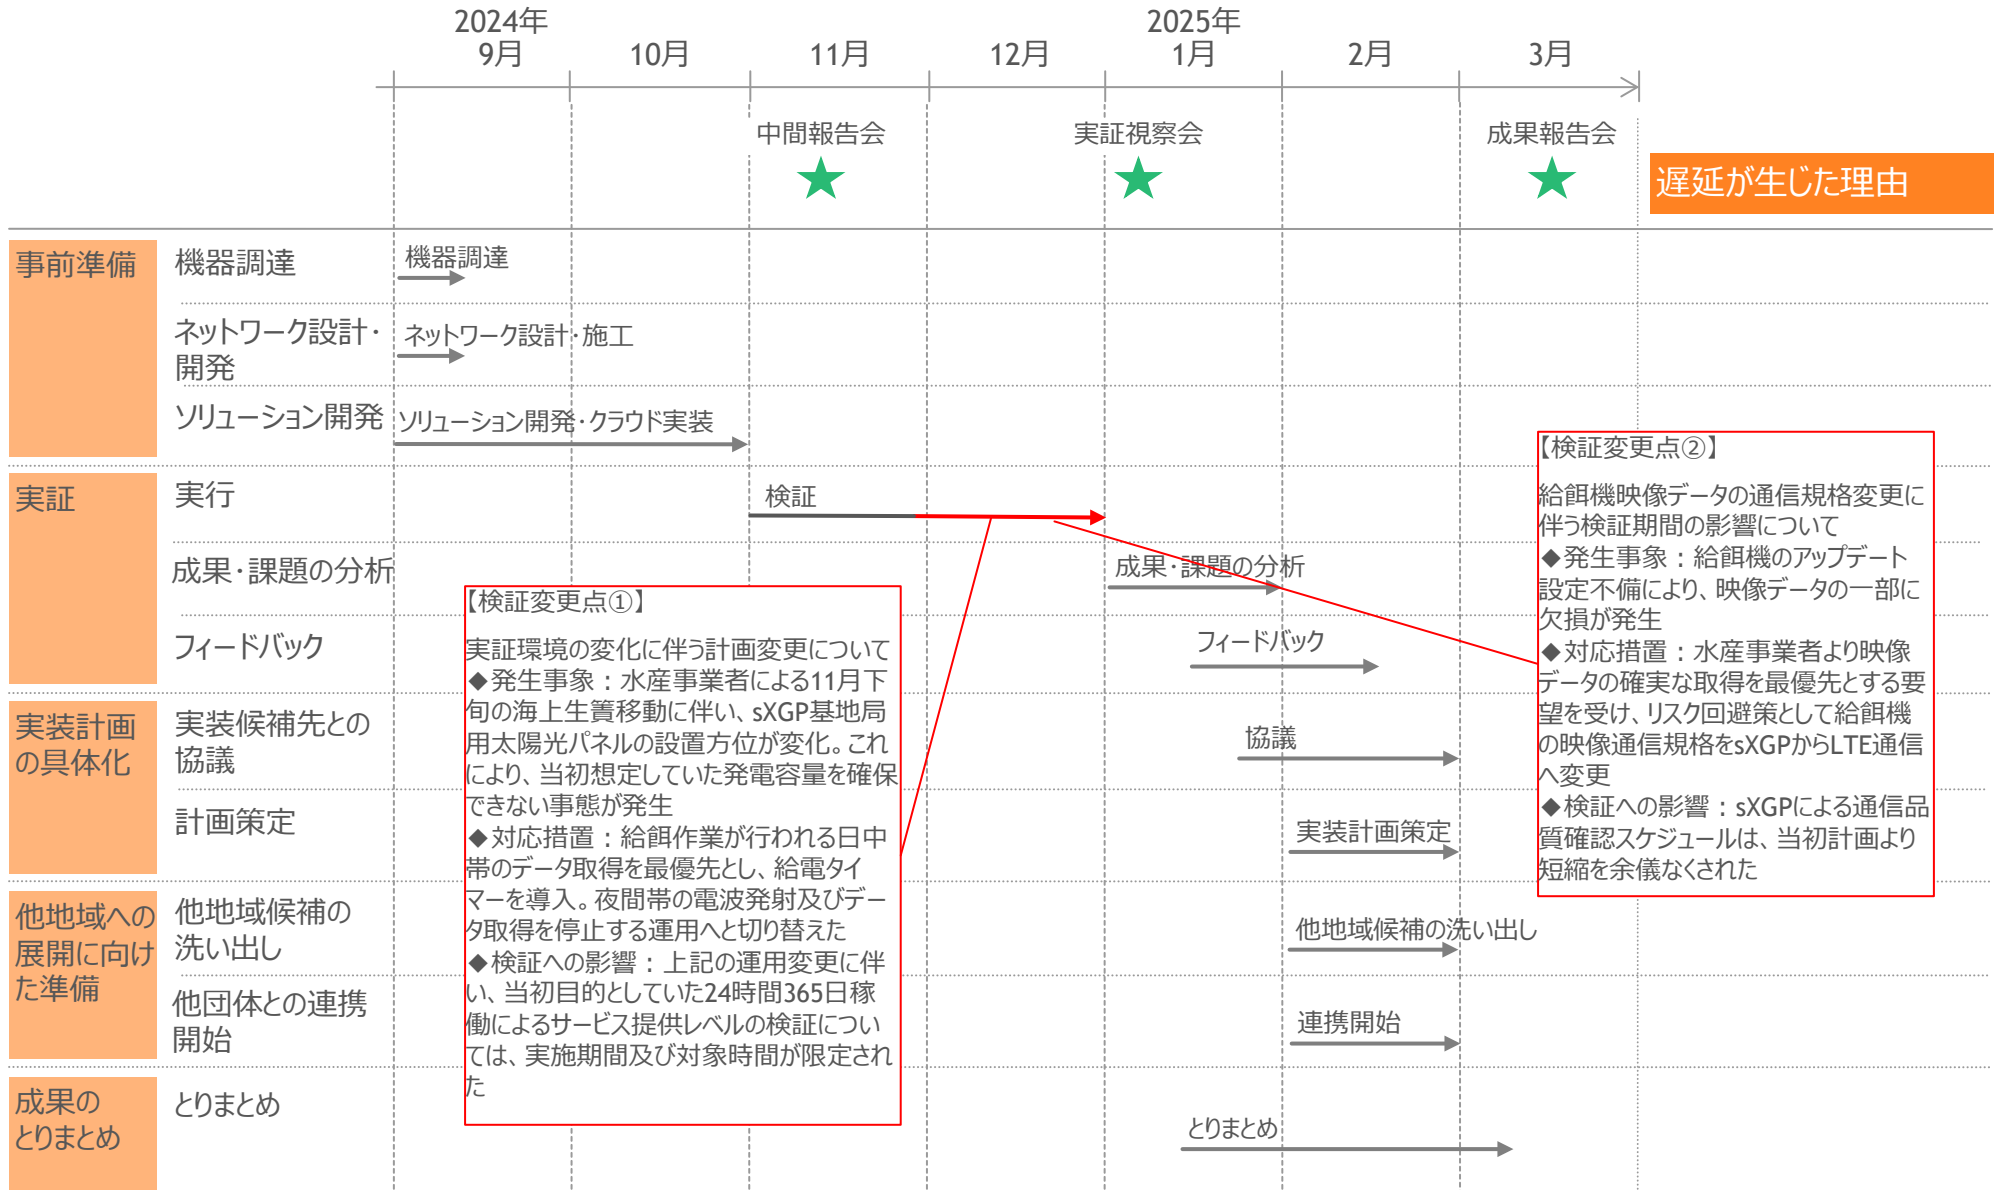 2024年
2025年
9月
10月
11月
12月
1月
2月
3月
中間報告会
実証視察会
成果報告会
遅延が生じた理由
事前準備
機器調達
機器調達
ネットワーク設計・
開発
ネットワーク設計・施工
ソリューション開発
ソリューション開発・クラウド実装
実証
実行
検証
成果・課題の分析
成果・課題の分析
フィードバック
フィードバック
実装計画
の具体化
実装候補先との
協議
協議
計画策定
実装計画策定
他地域への
展開に向け
た準備
他地域候補の
洗い出し
他地域候補の洗い出し
他団体との連携
開始
連携開始
成果の
とりまとめ
とりまとめ
とりまとめ
【検証変更点①】
実証環境の変化に伴う計画変更について
◆発生事象：水産事業者による11月下
旬の海上生簀移動に伴い、sXGP基地局
用太陽光パネルの設置方位が変化。これ
により、当初想定していた発電容量を確保
できない事態が発生
◆対応措置：給餌作業が行われる日中
帯のデータ取得を最優先とし、給電タイ
マーを導入。夜間帯の電波発射及びデー
タ取得を停止する運用へと切り替えた
◆検証への影響：上記の運用変更に伴
い、当初目的としていた24時間365日稼
働によるサービス提供レベルの検証につい
ては、実施期間及び対象時間が限定され
た
【検証変更点②】
給餌機映像データの通信規格変更に
伴う検証期間の影響について
◆発生事象：給餌機のアップデート
設定不備により、映像データの一部に
欠損が発生
◆対応措置：水産事業者より映像
データの確実な取得を最優先とする要
望を受け、リスク回避策として給餌機
の映像通信規格をsXGPからLTE通信
へ変更
◆検証への影響：sXGPによる通信品
質確認スケジュールは、当初計画より
短縮を余儀なくされた